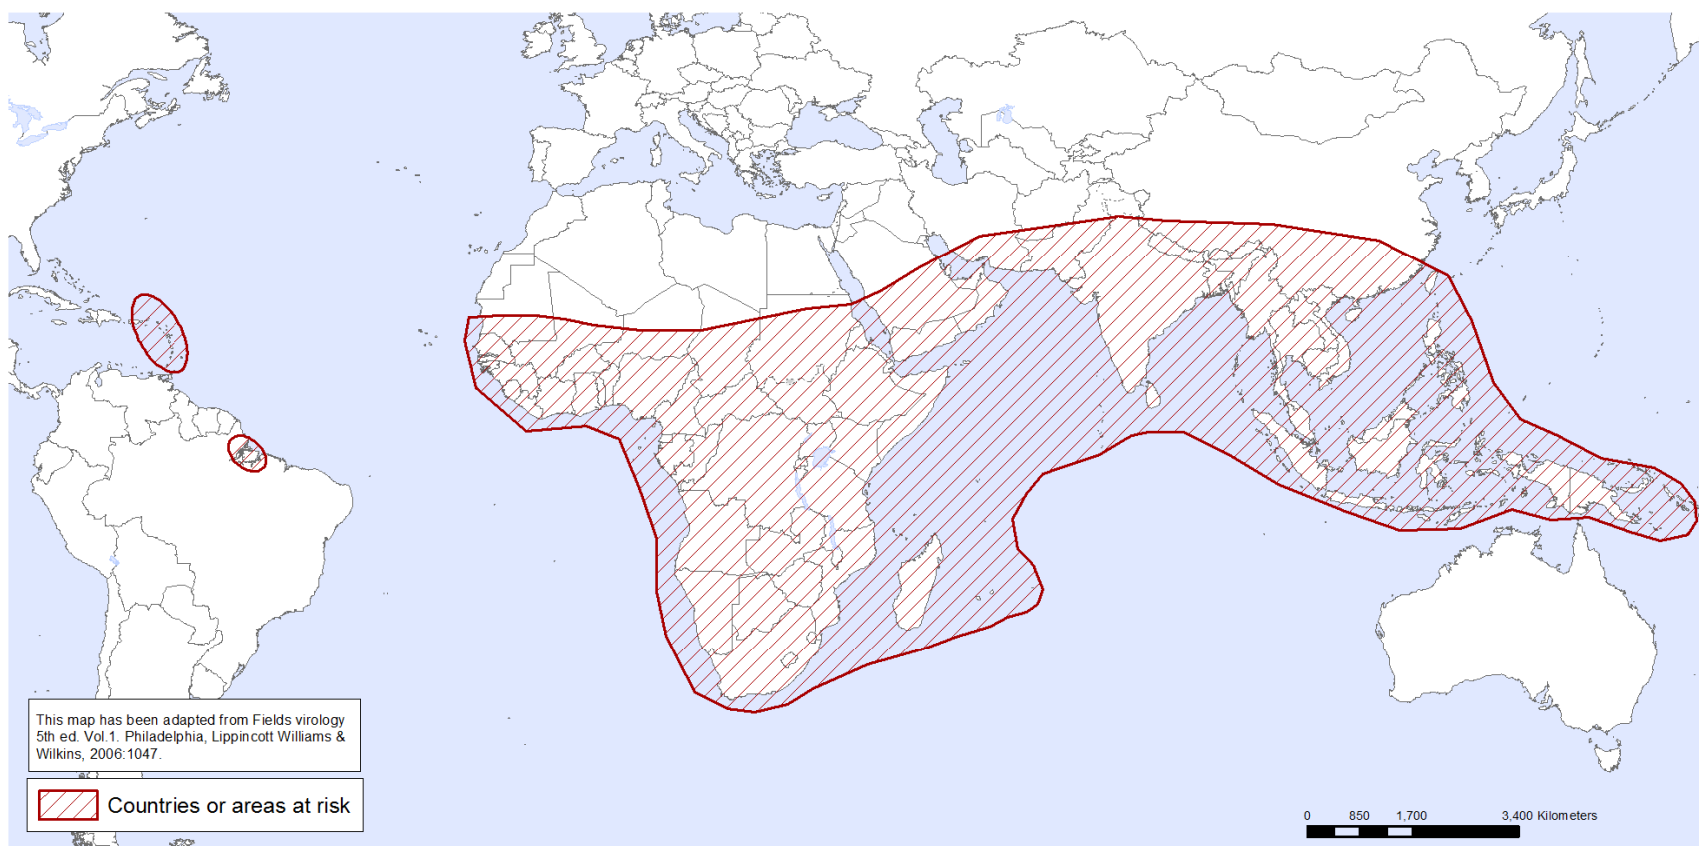 This map has been adapted from Fields virology
5th ed. Vol.1. Philadelphia, Lippincott Williams &
Wilkins, 2006:1047.
Countries or areas at risk
0 850 1,700 3,400 Kilometers